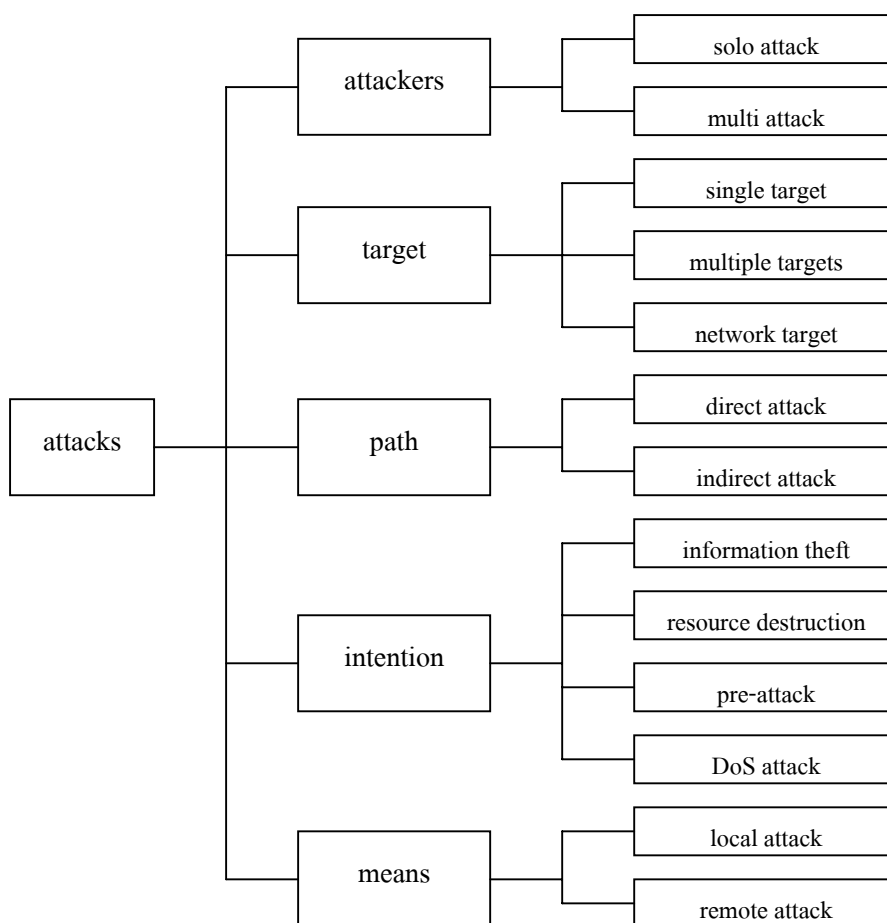 attacks
attackers
solo attack
multi attack
target
single target
multiple targets
network target
path
direct attack
indirect attack
intention
information theft
resource destruction
pre-attack
DoS attack
means
local attack
remote attack